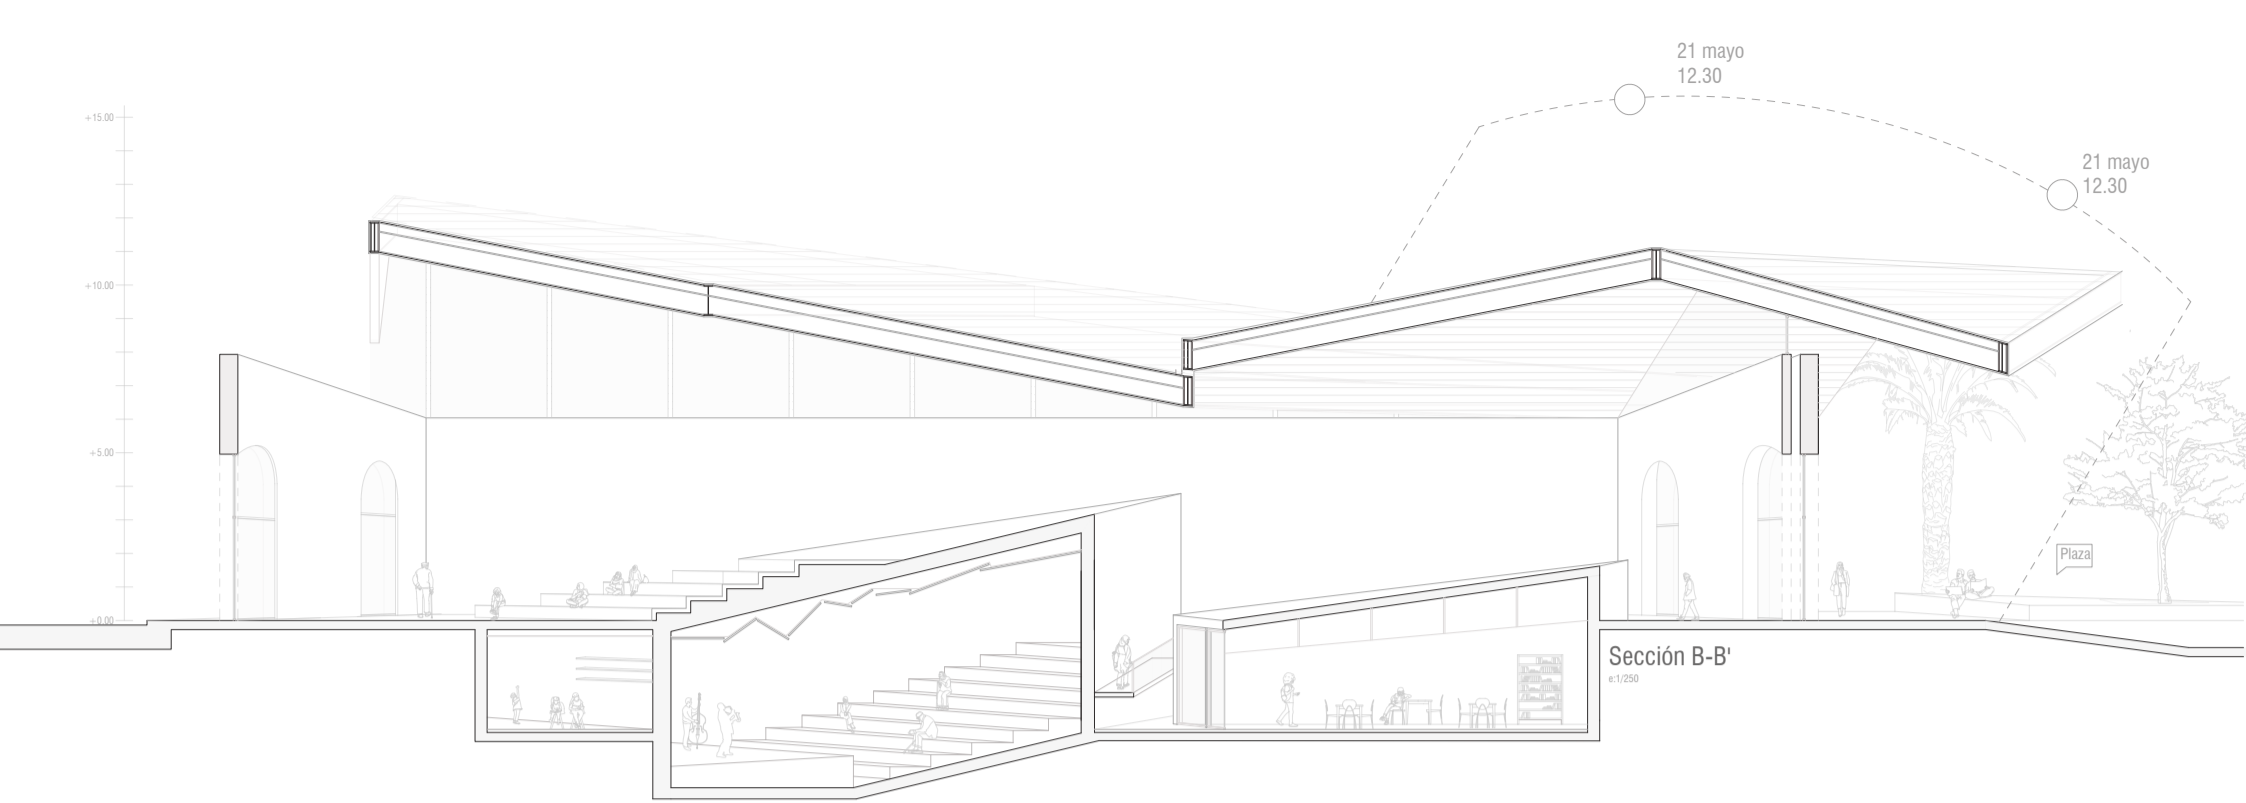 21 mayo
12.30
+15.00
21 mayo
12.30
+10.00
+5.00
Plaza
+0.00
Sección B-B'
e:1/250